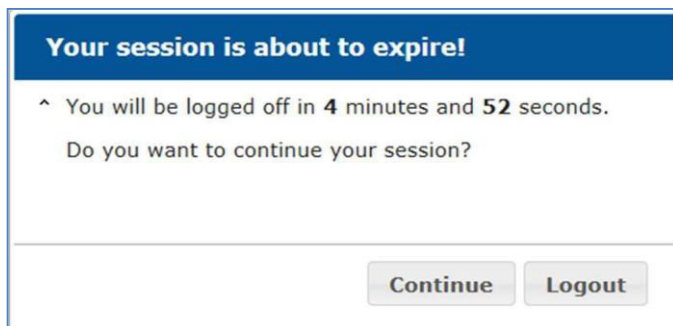 Your session is about to expire!
^ You will be logged off in 4 minutes and 52 seconds.
Do you want to continue your session?
Continue Logout